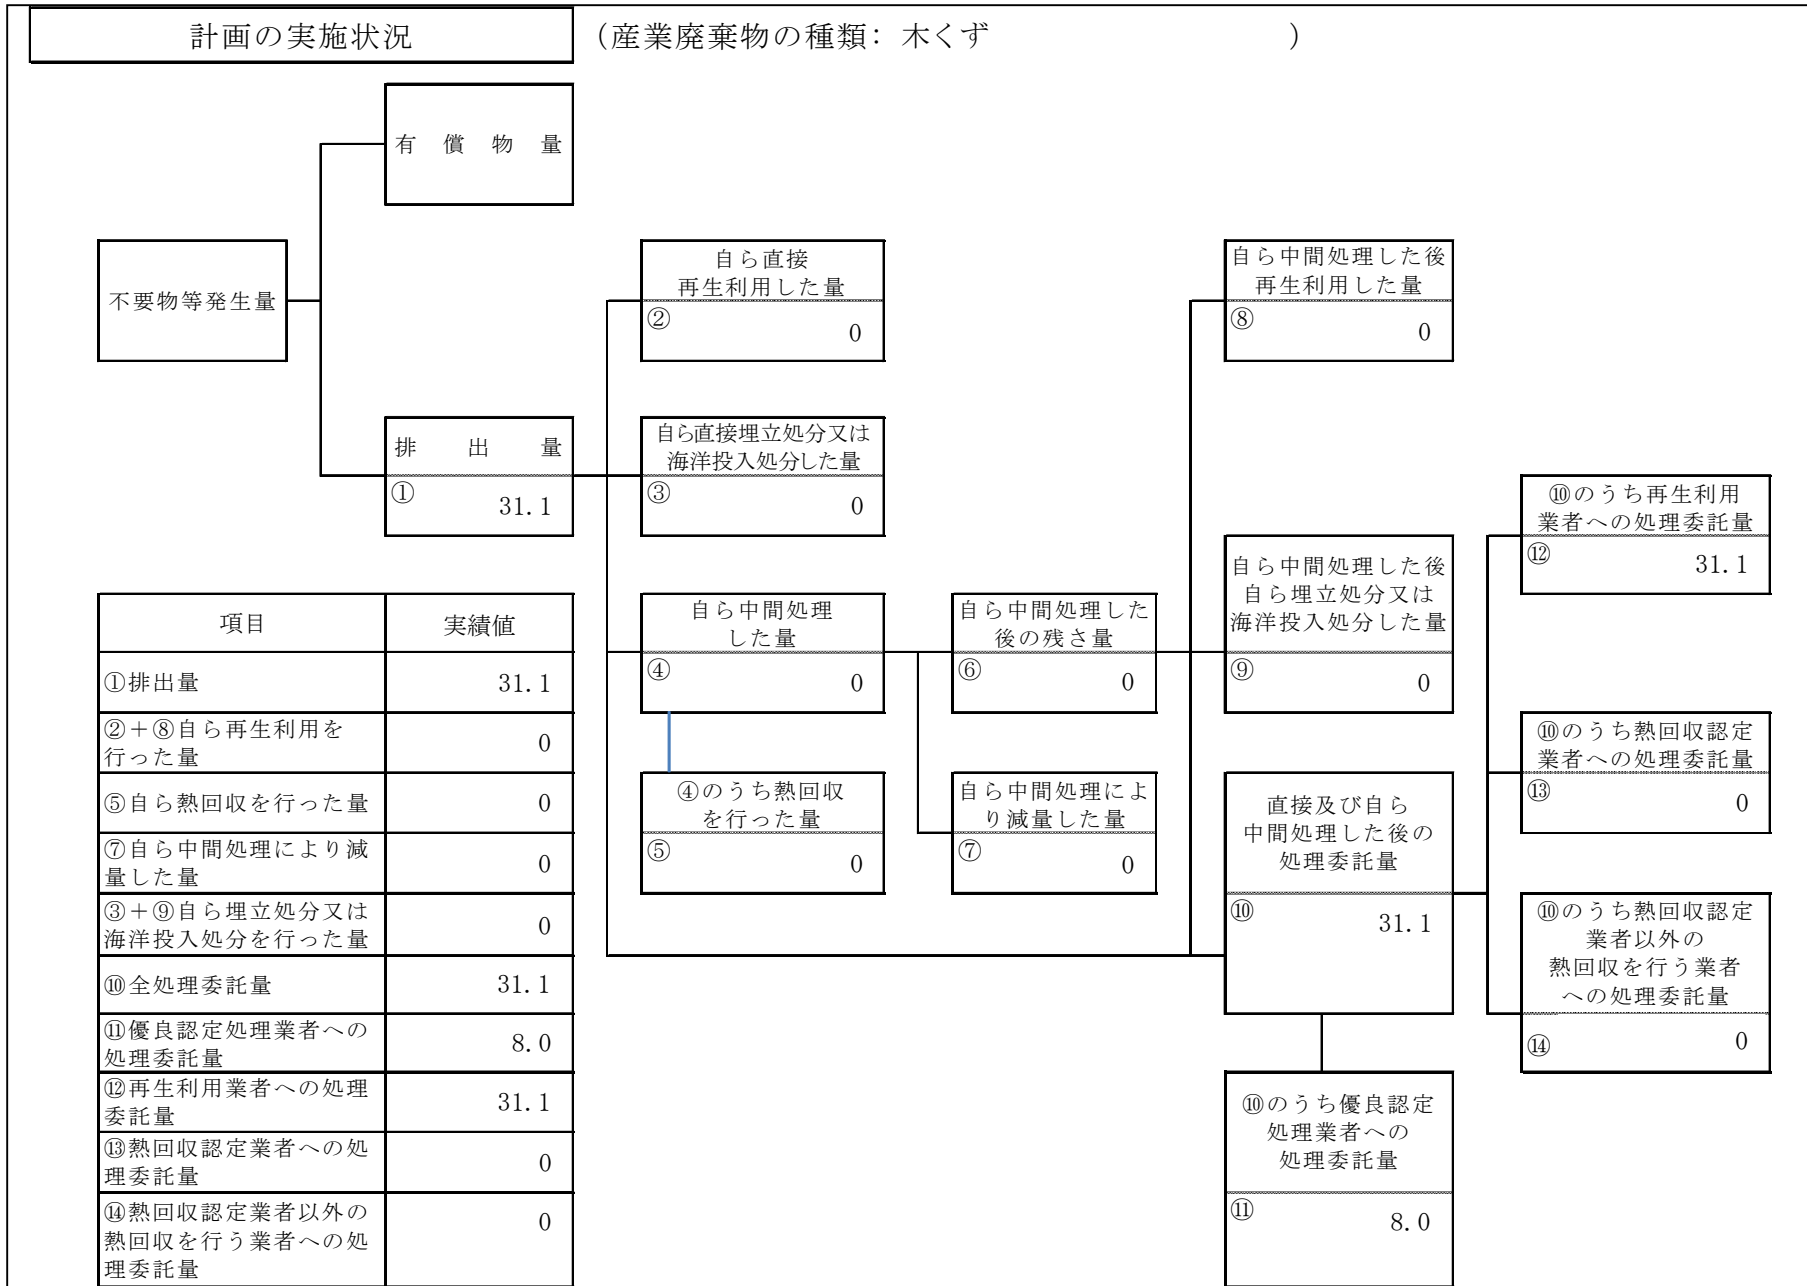 計画の実施状況
（産業廃棄物の種類：木くず　　　　　　　　　　）
有償物量
不要物等発生量
排出量
① 31.1
自ら直接
再生利用した量
② 0
自ら直接埋立処分又は
海洋投入処分した量
③ 0
自ら中間処理
した量
④ 0
④のうち熱回収
を行った量
⑤ 0
自ら中間処理した
後の残さ量
⑥ 0
自ら中間処理によ
り減量した量
⑦ 0
自ら中間処理した後
再生利用した量
⑧ 0
自ら中間処理した後
自ら埋立処分又は
海洋投入処分した量
⑨ 0
直接及び自ら
中間処理した後の
処理委託量
⑩ 31.1
⑩のうち優良認定
処理業者への
処理委託量
⑪ 8.0
⑩のうち再生利用
業者への処理委託量
⑫ 31.1
⑩のうち熱回収認定
業者への処理委託量
⑬ 0
⑩のうち熱回収認定
業者以外の
熱回収を行う業者
への処理委託量
⑭ 0
項目 実績値
①排出量 31.1
②＋⑧自ら再生利用を
行った量 0
⑤自ら熱回収を行った量 0
⑦自ら中間処理により減
量した量 0
③＋⑨自ら埋立処分又は
海洋投入処分を行った量 0
⑩全処理委託量 31.1
⑪優良認定処理業者への
処理委託量 8.0
⑫再生利用業者への処理
委託量 31.1
⑬熱回収認定業者への処
理委託量 0
⑭熱回収認定業者以外の
熱回収を行う業者への処
理委託量 0